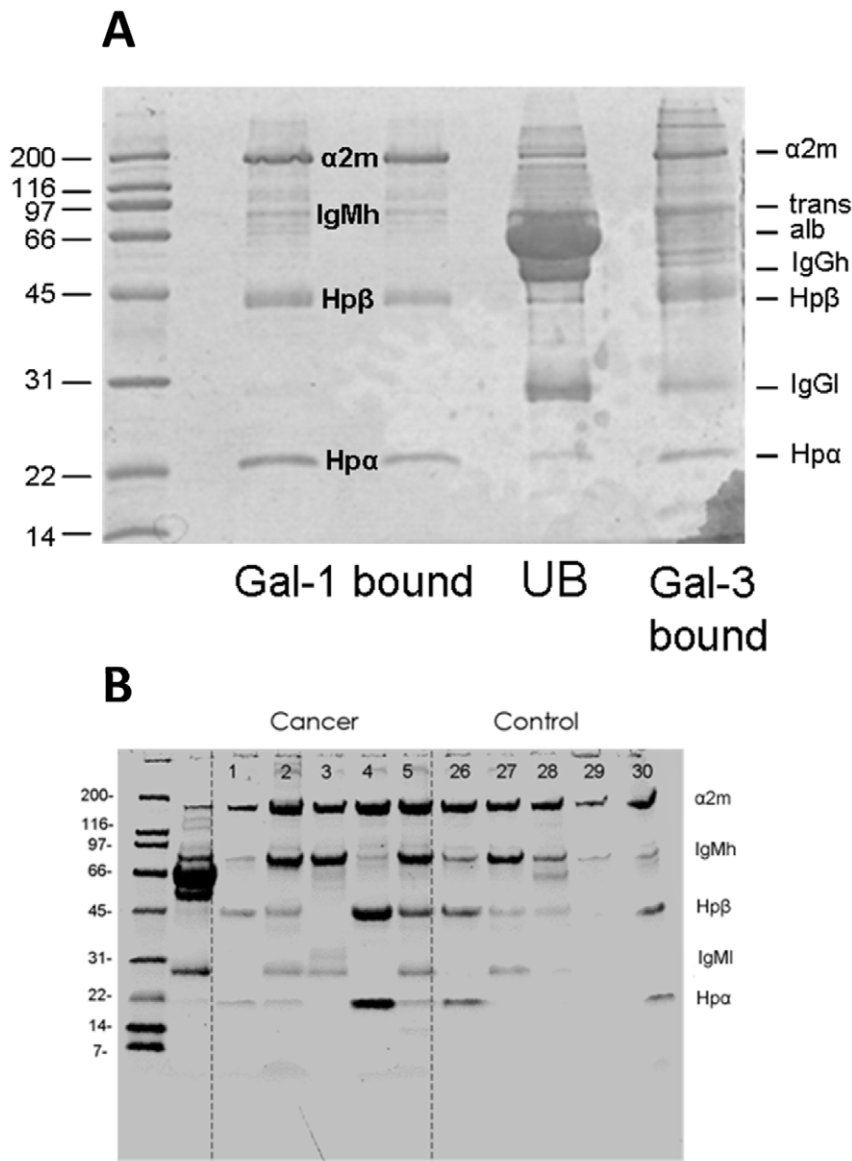 A
200
116
97
66
45
31
22
14
α2m
IgMh
Hpβ
Hpα
α2m
trans
alb
IgGh
Hpβ
IgGl
Hpα
Gal-1 bound
UB
Gal-3
bound
B
Cancer
Control
1 2 3 4 5 26 27 28 29 30
200-
116-
97-
66-
45-
31-
22-
14-
7-
α2m
IgMh
Hpβ
IgMl
Hpα